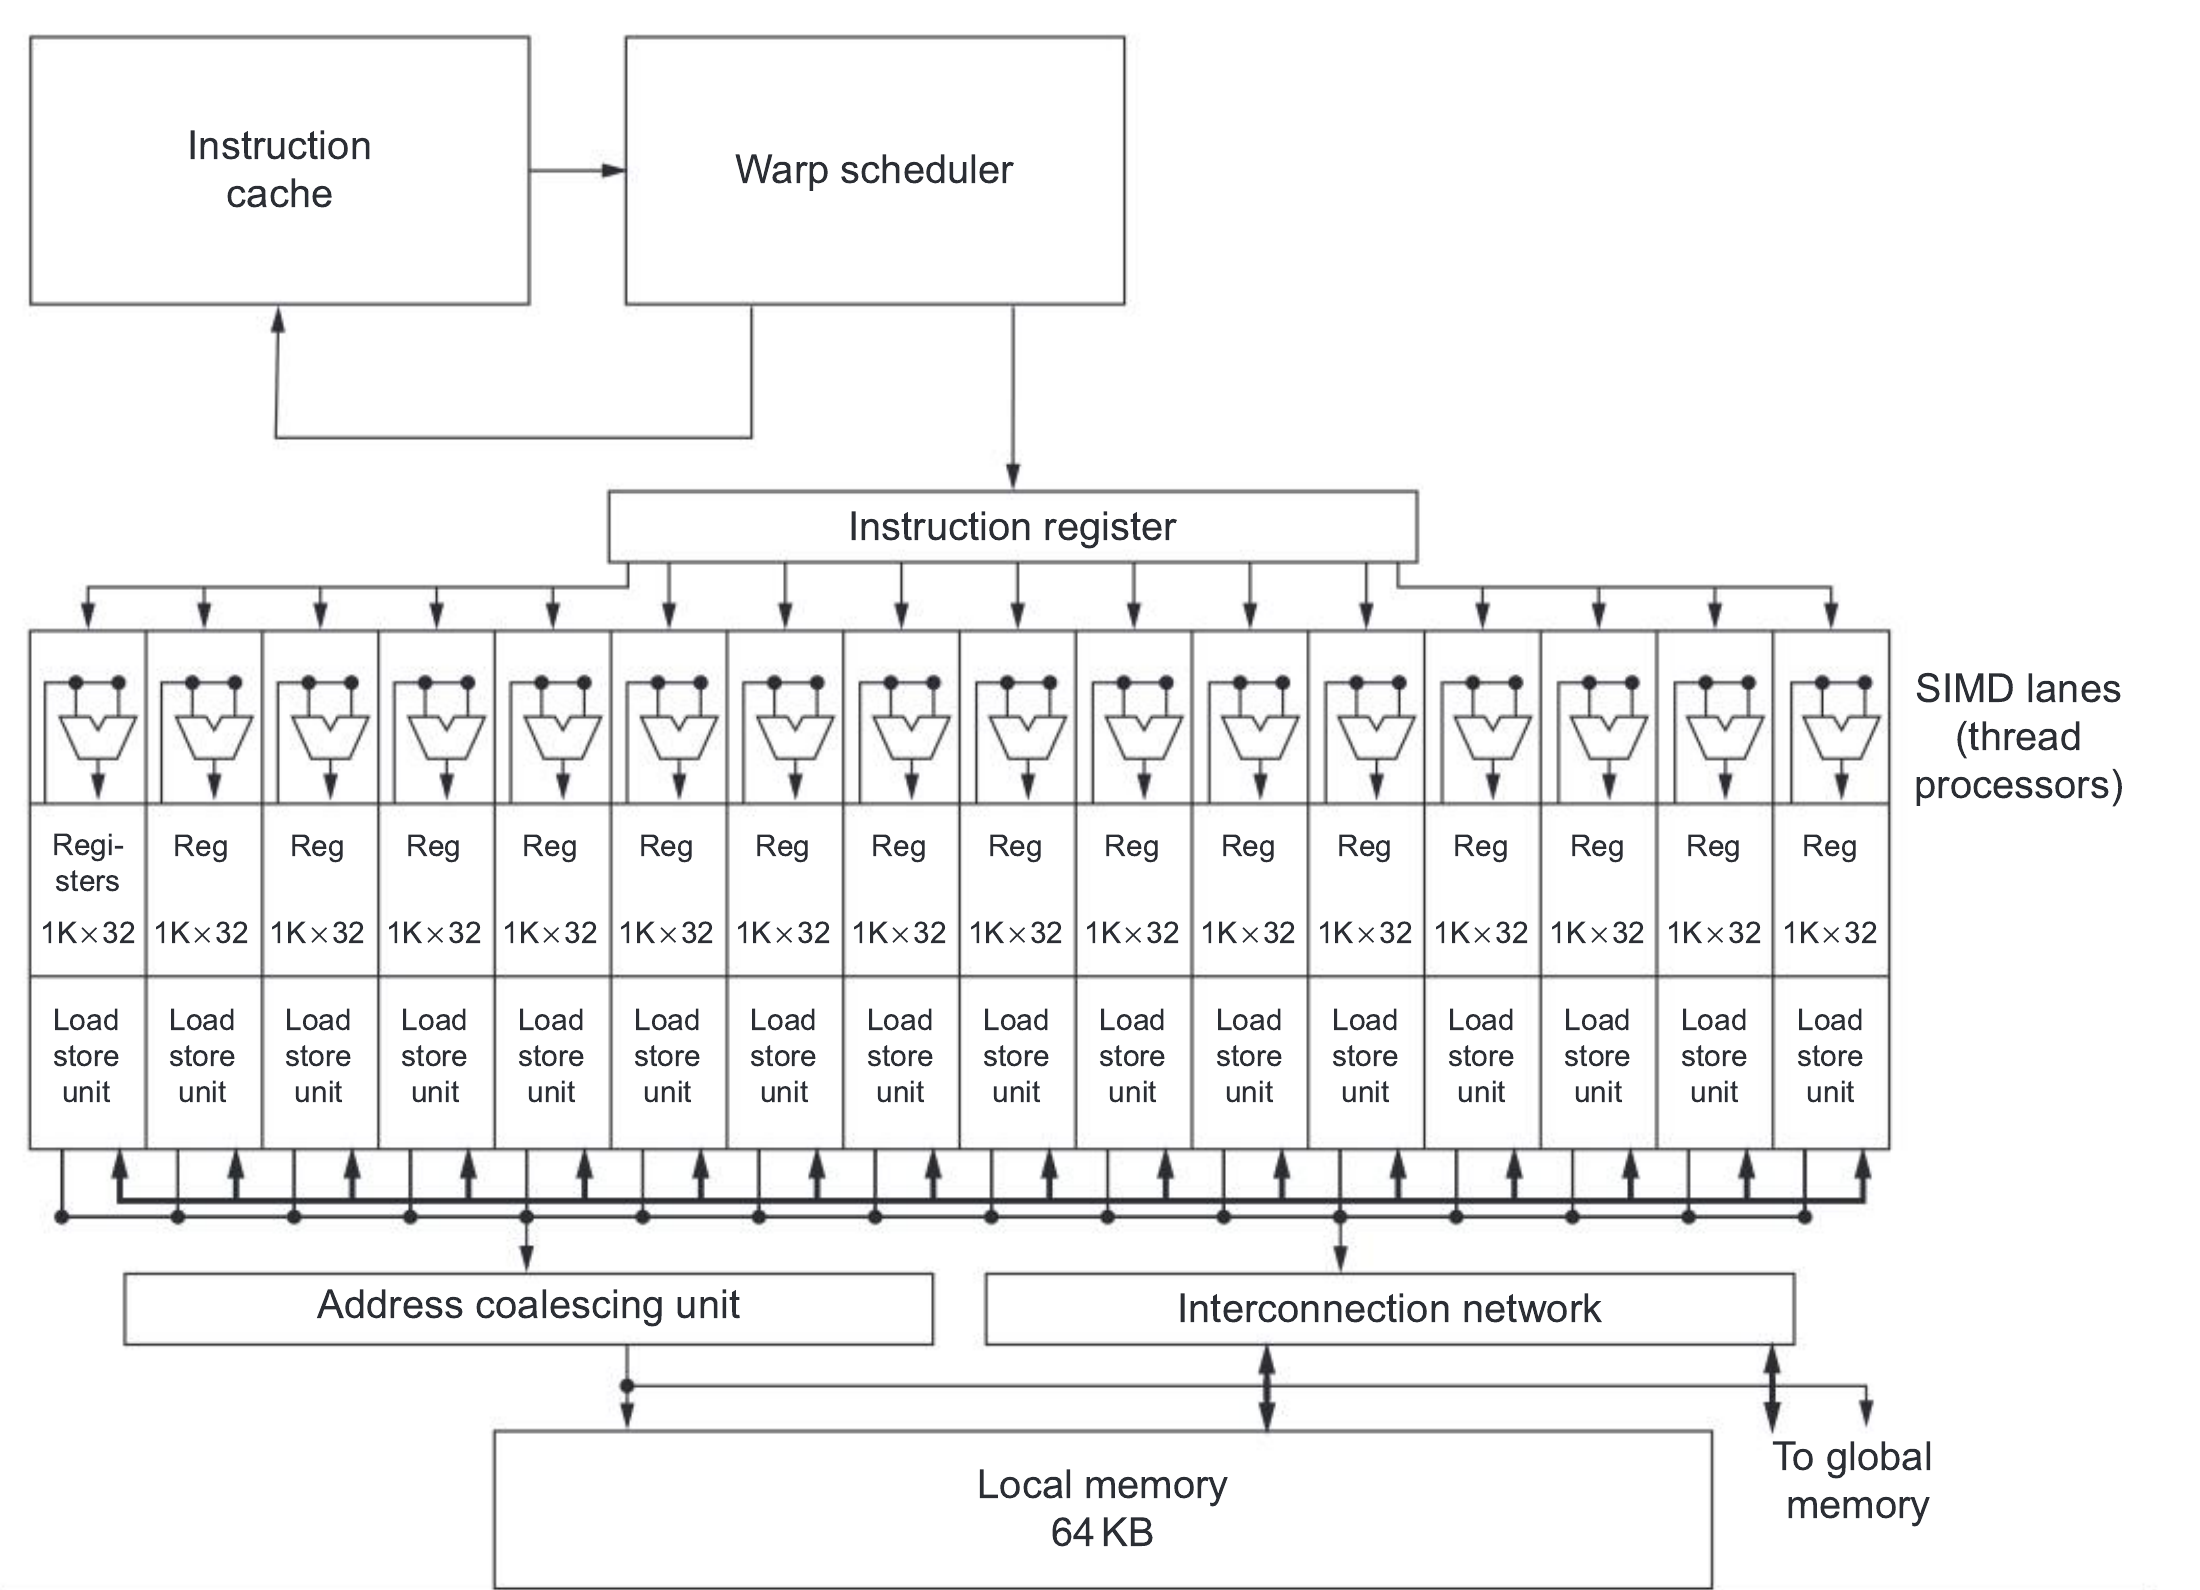 Instruction
cache
Warp scheduler
Instruction register
SIMD lanes
(thread
processors)
Regi-
sters
Reg Reg Reg Reg Reg Reg Reg Reg Reg Reg Reg Reg Reg Reg Reg
1K×32 1K×32 1K×32 1K×32 1K×32 1K×32 1K×32 1K×32 1K×32 1K×32 1K×32 1K×32 1K×32 1K×32 1K×32 1K×32
Load Load Load Load Load Load Load Load Load Load Load Load Load Load Load Load
store store store store store store store store store store store store store store store store
unit unit unit unit unit unit unit unit unit unit unit unit unit unit unit unit
Address coalescing unit
Interconnection network
Local memory
64 KB
To global
memory